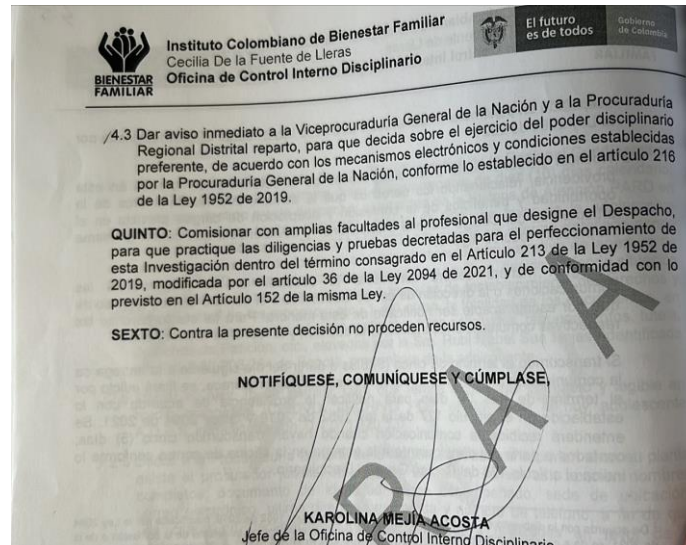 BIENESTAR
FAMILIAR
Instituto Colombiano de Bienestar Familiar
Cecilia De la Fuente de Lleras
Oficina de Control Interno Disciplinario
El futuro
es de todos
Gobierno
de Colombia
4.3 Dar aviso inmediato a la Viceprocuraduría General de la Nación y a la Procuraduría
Regional Distrital reparto, para que decida sobre el ejercicio del poder disciplinario
preferente, de acuerdo con los mecanismos electrónicos y condiciones establecidas
por la Procuraduría General de la Nación, conforme lo establecido en el artículo 216
de la Ley 1952 de 2019.
QUINTO: Comisionar con amplias facultades al profesional que designe el Despacho,
para que practique las diligencias y pruebas decretadas para el perfeccionamiento de
esta Investigación dentro del término consagrado en el Artículo 213 de la Ley 1952 de
2019, modificada por el artículo 36 de la Ley 2094 de 2021, y de conformidad con lo
previsto en el Artículo 152 de la misma Ley.
SEXTO: Contra la presente decisión no proceden recursos.
NOTIFÍQUESE, COMUNÍQUESE Y CÚMPLASE,
R A A
KAROLINA MEJÍA ACOSTA
Jefe de la Oficina de Control Interno Disciplinario